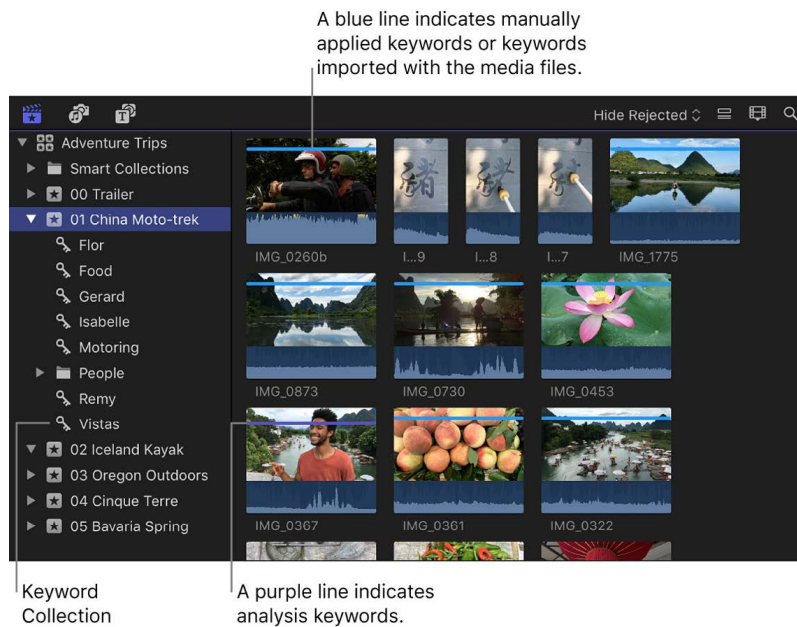 A blue line indicates manually
applied keywords or keywords
imported with the media files.
Hide Rejected
Adventure Trips
Smart Collections
00 Trailer
01 China Moto-trek
Flor
Food
Gerard
Isabelle
Motoring
People
Remy
Vistas
02 Iceland Kayak
03 Oregon Outdoors
04 Cinque Terre
05 Bavaria Spring
猪
猪
IMG_0260b
I...9
I...8
I...7
IMG_1775
IMG_0873
IMG_0730
IMG_0453
IMG_0367
IMG_0361
IMG_0322
Keyword
Collection
A purple line indicates
analysis keywords.